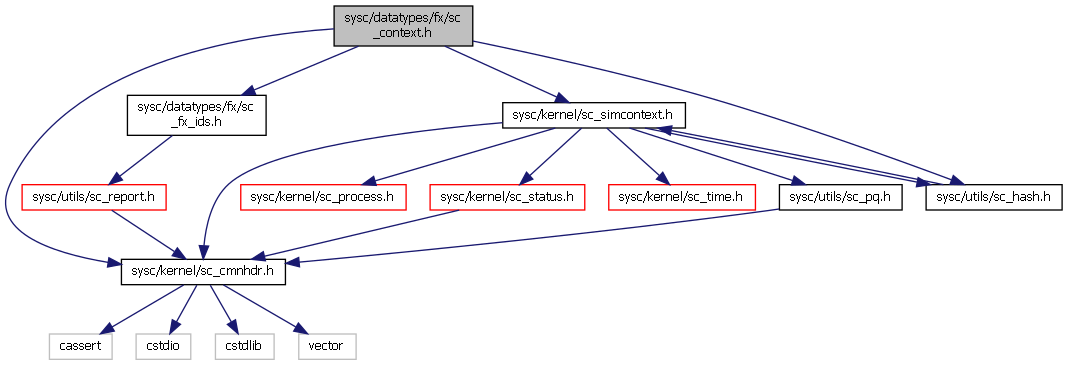 sysc/datatypes/fx/sc
_context.h
sysc/datatypes/fx/sc
_fx_ids.h
sysc/kernel/sc_simcontext.h
sysc/utils/sc_report.h
sysc/kernel/sc_process.h
sysc/kernel/sc_status.h
sysc/kernel/sc_time.h
sysc/utils/sc_pq.h
sysc/utils/sc_hash.h
sysc/kernel/sc_cmnhdr.h
cassert
cstdio
cstdlib
vector